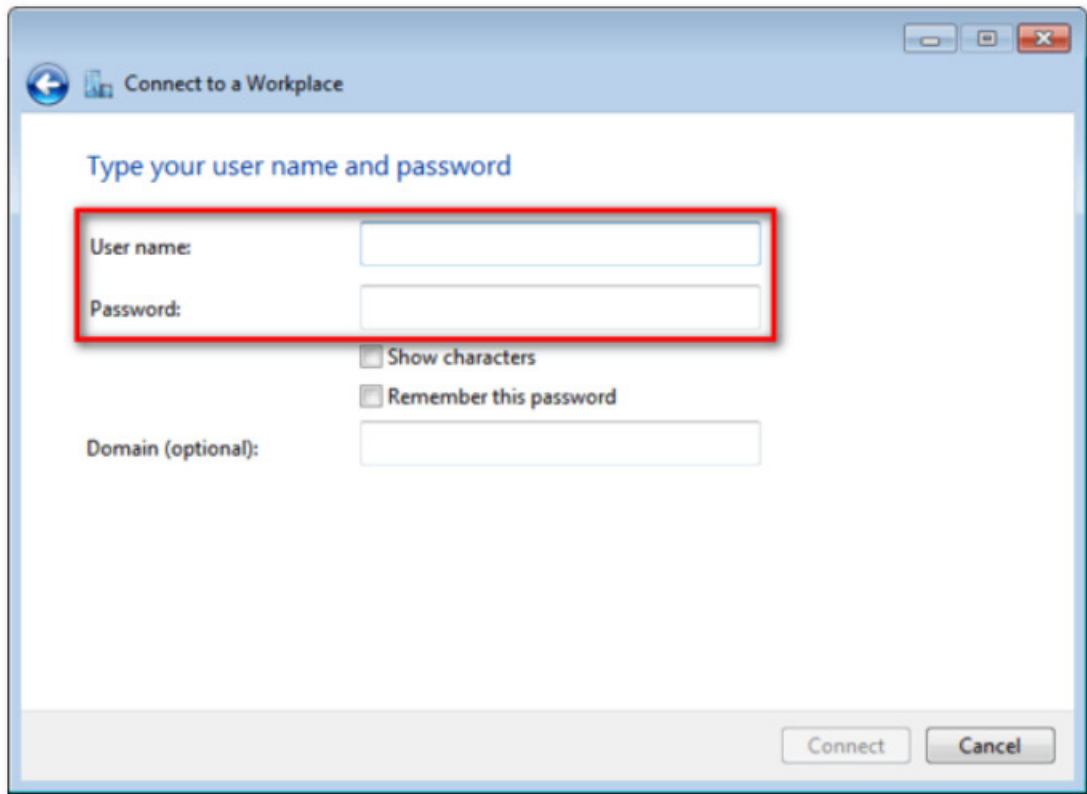 Connect to a Workplace
Type your user name and password
User name:
Password:
Show characters
Remember this password
Domain (optional):
Connect Cancel